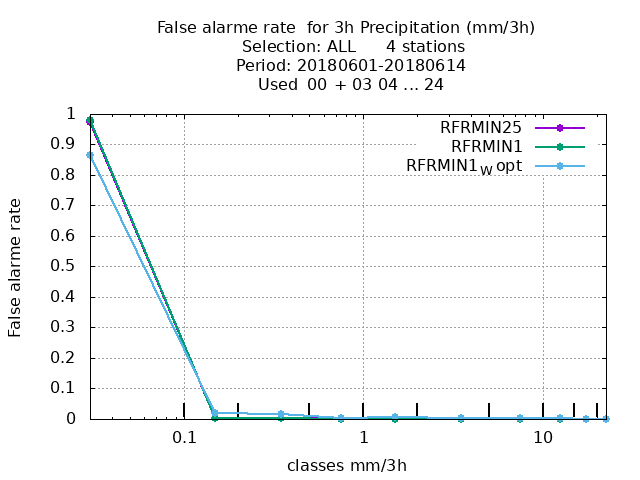 False alarme rate  for 3h Precipitation (mm/3h)
Selection: ALL      4 stations
Period: 20180601-20180614
Used  00  + 03 04 ... 24
RFRMIN25
RFRMIN1
RFRMIN1W opt
False alarme rate
1
0.9
0.8
0.7
0.6
0.5
0.4
0.3
0.2
0.1
0
0.1 1 10
classes mm/3h